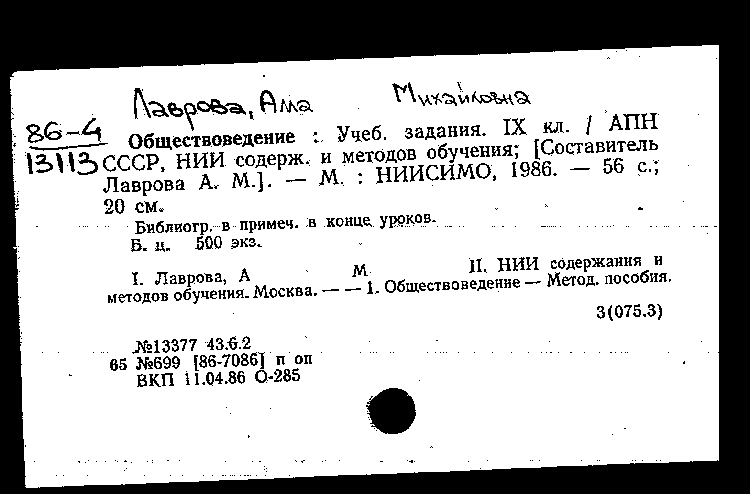 Лаврова, Алла Михайловна
86-4
13113
Обществоведение : Учеб. задания. IX кл. / АПН
СССР, НИИ содерж. и методов обучения; [Составитель
Лаврова А. М.]. — М. : НИИСИМО, 1986. — 56 с.;
20 см.
Библиогр. в примеч. в конце уроков.
Б. ц. 500 экз.
I. Лаврова, А М II. НИИ содержания и
методов обучения. Москва. — — 1. Обществоведение — Метод. пособия.
3(075.3)
№13377 43.6.2
65 №699 [86-7086] п оп
ВКП 11.04.86 О-285